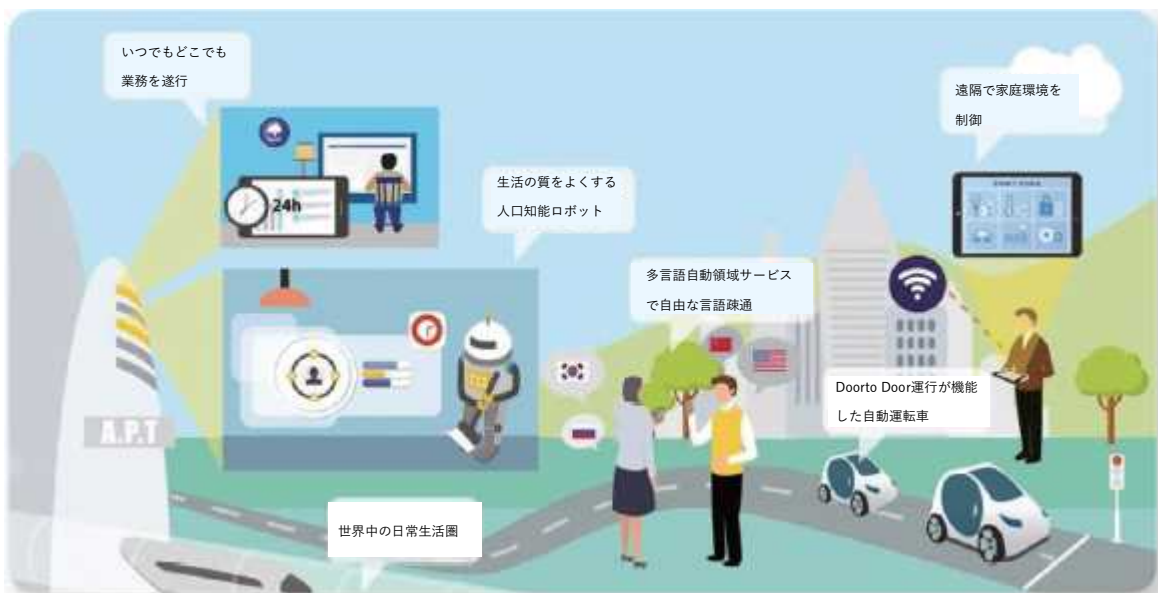 いつでもどこでも
業務を遂行
遠隔で家庭環境を
制御
生活の質をよくする
人口知能ロボット
24h
多言語自動領域サービス
で自由な言語疎通
Doorto Door運行が機能
した自動運転車
A.P.T
世界中の日常生活圏